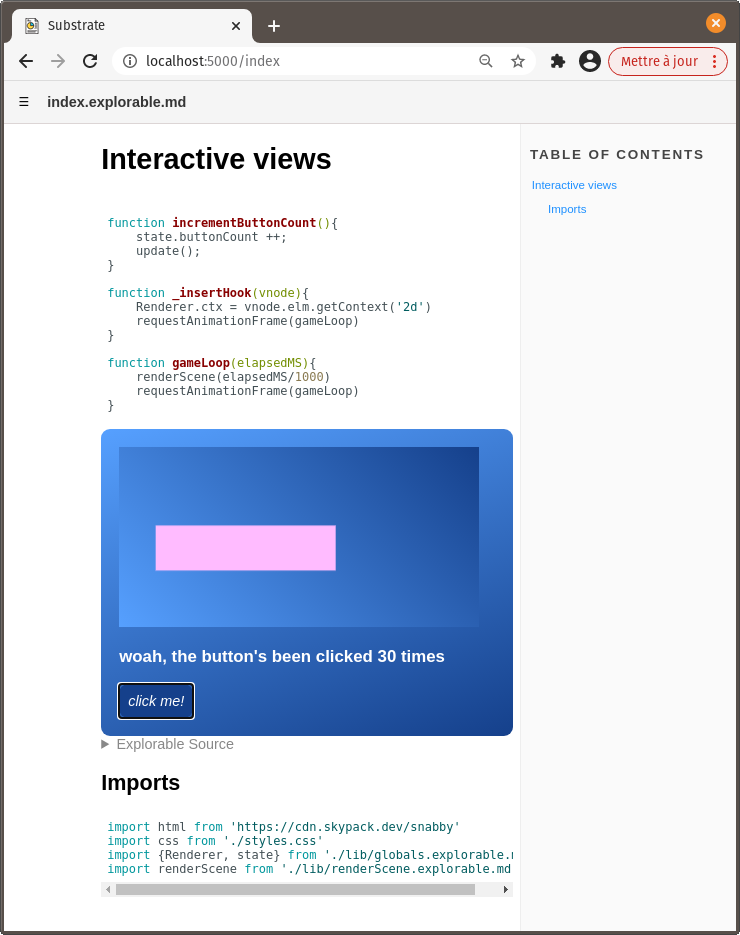 Substrate
localhost:5000/index
Mettre à jour
index.explorable.md
Interactive views
function incrementButtonCount(){
    state.buttonCount ++;
    update();
}
function _insertHook(vnode){
    Renderer.ctx = vnode.elm.getContext('2d')
    requestAnimationFrame(gameLoop)
}
function gameLoop(elapsedMS){
    renderScene(elapsedMS/1000)
    requestAnimationFrame(gameLoop)
}
woah, the button's been clicked 30 times
click me!
Explorable Source
Imports
import html from 'https://cdn.skypack.dev/snabby'
import css from './styles.css'
import {Renderer, state} from './lib/globals.explorable.
import renderScene from './lib/renderScene.explorable.md
TABLE OF CONTENTS
Interactive views
Imports